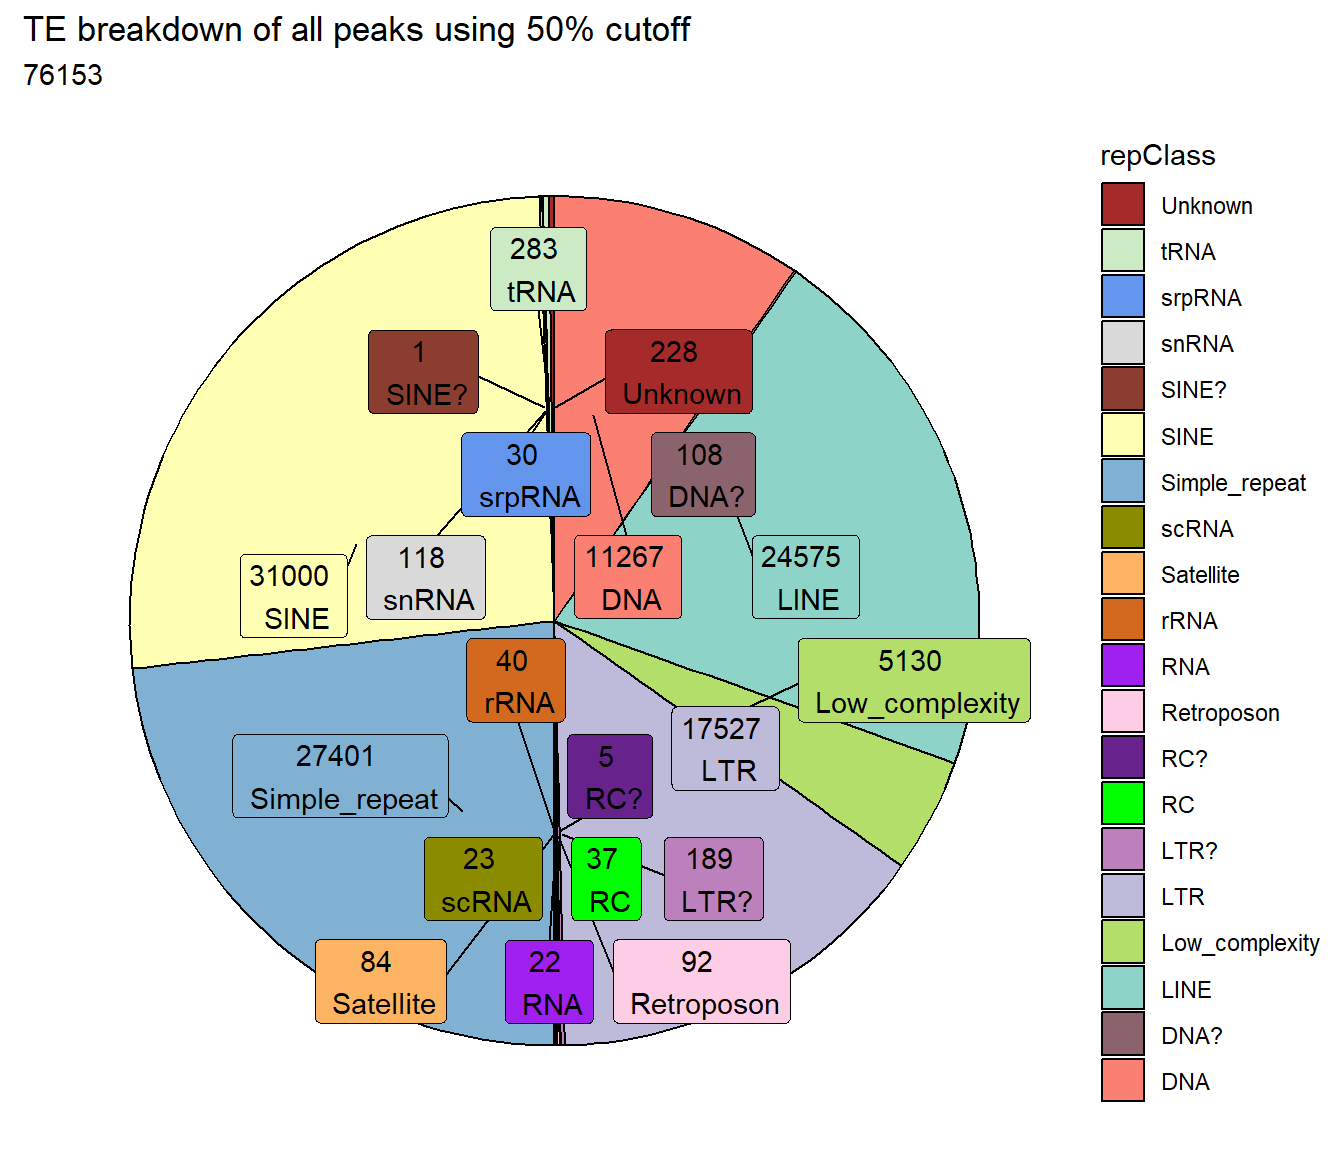 TE breakdown of all peaks using 50% cutoff
76153
283
tRNA
1
SINE?
228
Unknown
30
srpRNA
108
DNA?
31000
SINE
118
snRNA
11267
DNA
24575
LINE
40
rRNA
5130
Low_complexity
17527
LTR
27401
Simple_repeat
5
RC?
23
scRNA
37
RC
189
LTR?
84
Satellite
22
RNA
92
Retroposon
repClass
Unknown
tRNA
srpRNA
snRNA
SINE?
SINE
Simple_repeat
scRNA
Satellite
rRNA
RNA
Retroposon
RC?
RC
LTR?
LTR
Low_complexity
LINE
DNA?
DNA